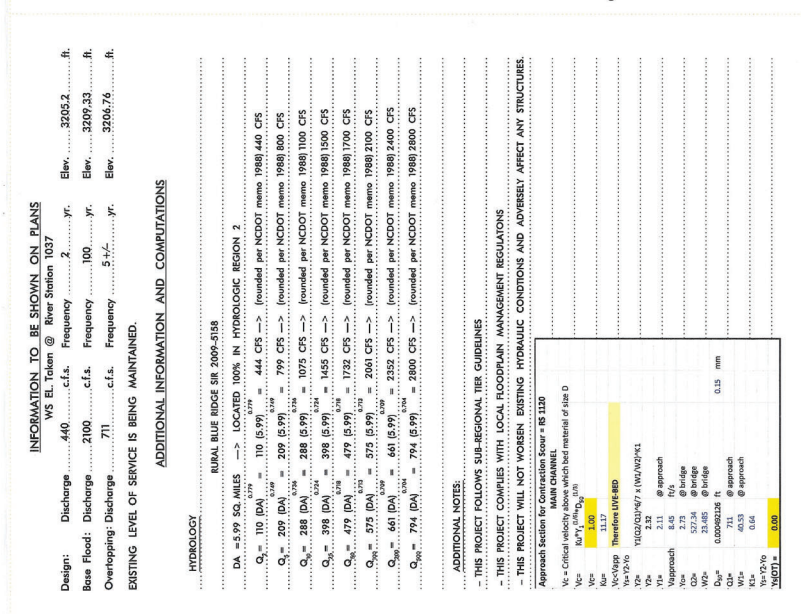 INFORMATION TO BE SHOWN ON PLANS
WS EL. Taken @ River Station 1037
Design: Discharge 440 c.f.s. Frequency 2 yr. Elev. 3205.2 ft.
Base Flood: Discharge 2100 c.f.s. Frequency 100 yr. Elev. 3209.33 ft.
Overtopping: Discharge 711 c.f.s. Frequency 5 +/- yr. Elev. 3206.76 ft.
EXISTING LEVEL OF SERVICE IS BEING MAINTAINED.
ADDITIONAL INFORMATION AND COMPUTATIONS
HYDROLOGY
RURAL BLUE RIDGE SIR 2009-5158
DA =5.99 SQ. MILES —> LOCATED 100% IN HYDROLOGIC REGION 2
Q2 = 110 (DA) 0.779 = 110 (5.99) 0.779 = 444 CFS —> (rounded per NCDOT memo 1988) 440 CFS
Q5 = 209 (DA) 0.749 = 209 (5.99) 0.749 = 799 CFS —> (rounded per NCDOT memo 1988) 800 CFS
Q10 = 288 (DA) 0.736 = 288 (5.99) 0.736 = 1075 CFS —> (rounded per NCDOT memo 1988) 1100 CFS
Q25 = 398 (DA) 0.724 = 398 (5.99) 0.724 = 1455 CFS —> (rounded per NCDOT memo 1988) 1500 CFS
Q50 = 479 (DA) 0.718 = 479 (5.99) 0.718 = 1732 CFS —> (rounded per NCDOT memo 1988) 1700 CFS
Q100 = 575 (DA) 0.713 = 575 (5.99) 0.713 = 2061 CFS —> (rounded per NCDOT memo 1988) 2100 CFS
Q200 = 661 (DA) 0.709 = 661 (5.99) 0.709 = 2352 CFS —> (rounded per NCDOT memo 1988) 2400 CFS
Q500 = 794 (DA) 0.704 = 794 (5.99) 0.704 = 2800 CFS —> (rounded per NCDOT memo 1988) 2800 CFS
ADDITIONAL NOTES:
- THIS PROJECT FOLLOWS SUB-REGIONAL TIER GUIDELINES
- THIS PROJECT COMPLIES WITH LOCAL FLOODPLAIN MANAGEMENT REGULATONS
- THIS PROJECT WILL NOT WORSEN EXISTING HYDRAULIC CONDTIONS AND ADVERSELY AFFECT ANY STRUCTURES.
Approach Section for Contraction Scour = RS 1120
MAIN CHANNEL
Vc = Critical velocity above which bed material of size D
Vc= Ku*Y1^(1/6)*D50^(1/3)
Vc= 1.00
Ku= 11.17
Vc<Vapp Therefore LIVE-BED
Ys=Y2-Yo
Y2= Y1(Q2/Q1)^6/7 x (W1/W2)^K1
Y2= 2.32
Y1= 2.11 @ approach
Vapproach 8.45 ft/s
Yo= 2.73 @ bridge
Q2= 527.34 @ bridge
W2= 23.485 @ bridge
D50= 0.000492126 ft 0.15 mm
Q1= 711 @ approach
W1= 40.53 @ approach
K1= 0.64
Ys=Y2-Yo
Ys(OT) = 0.00